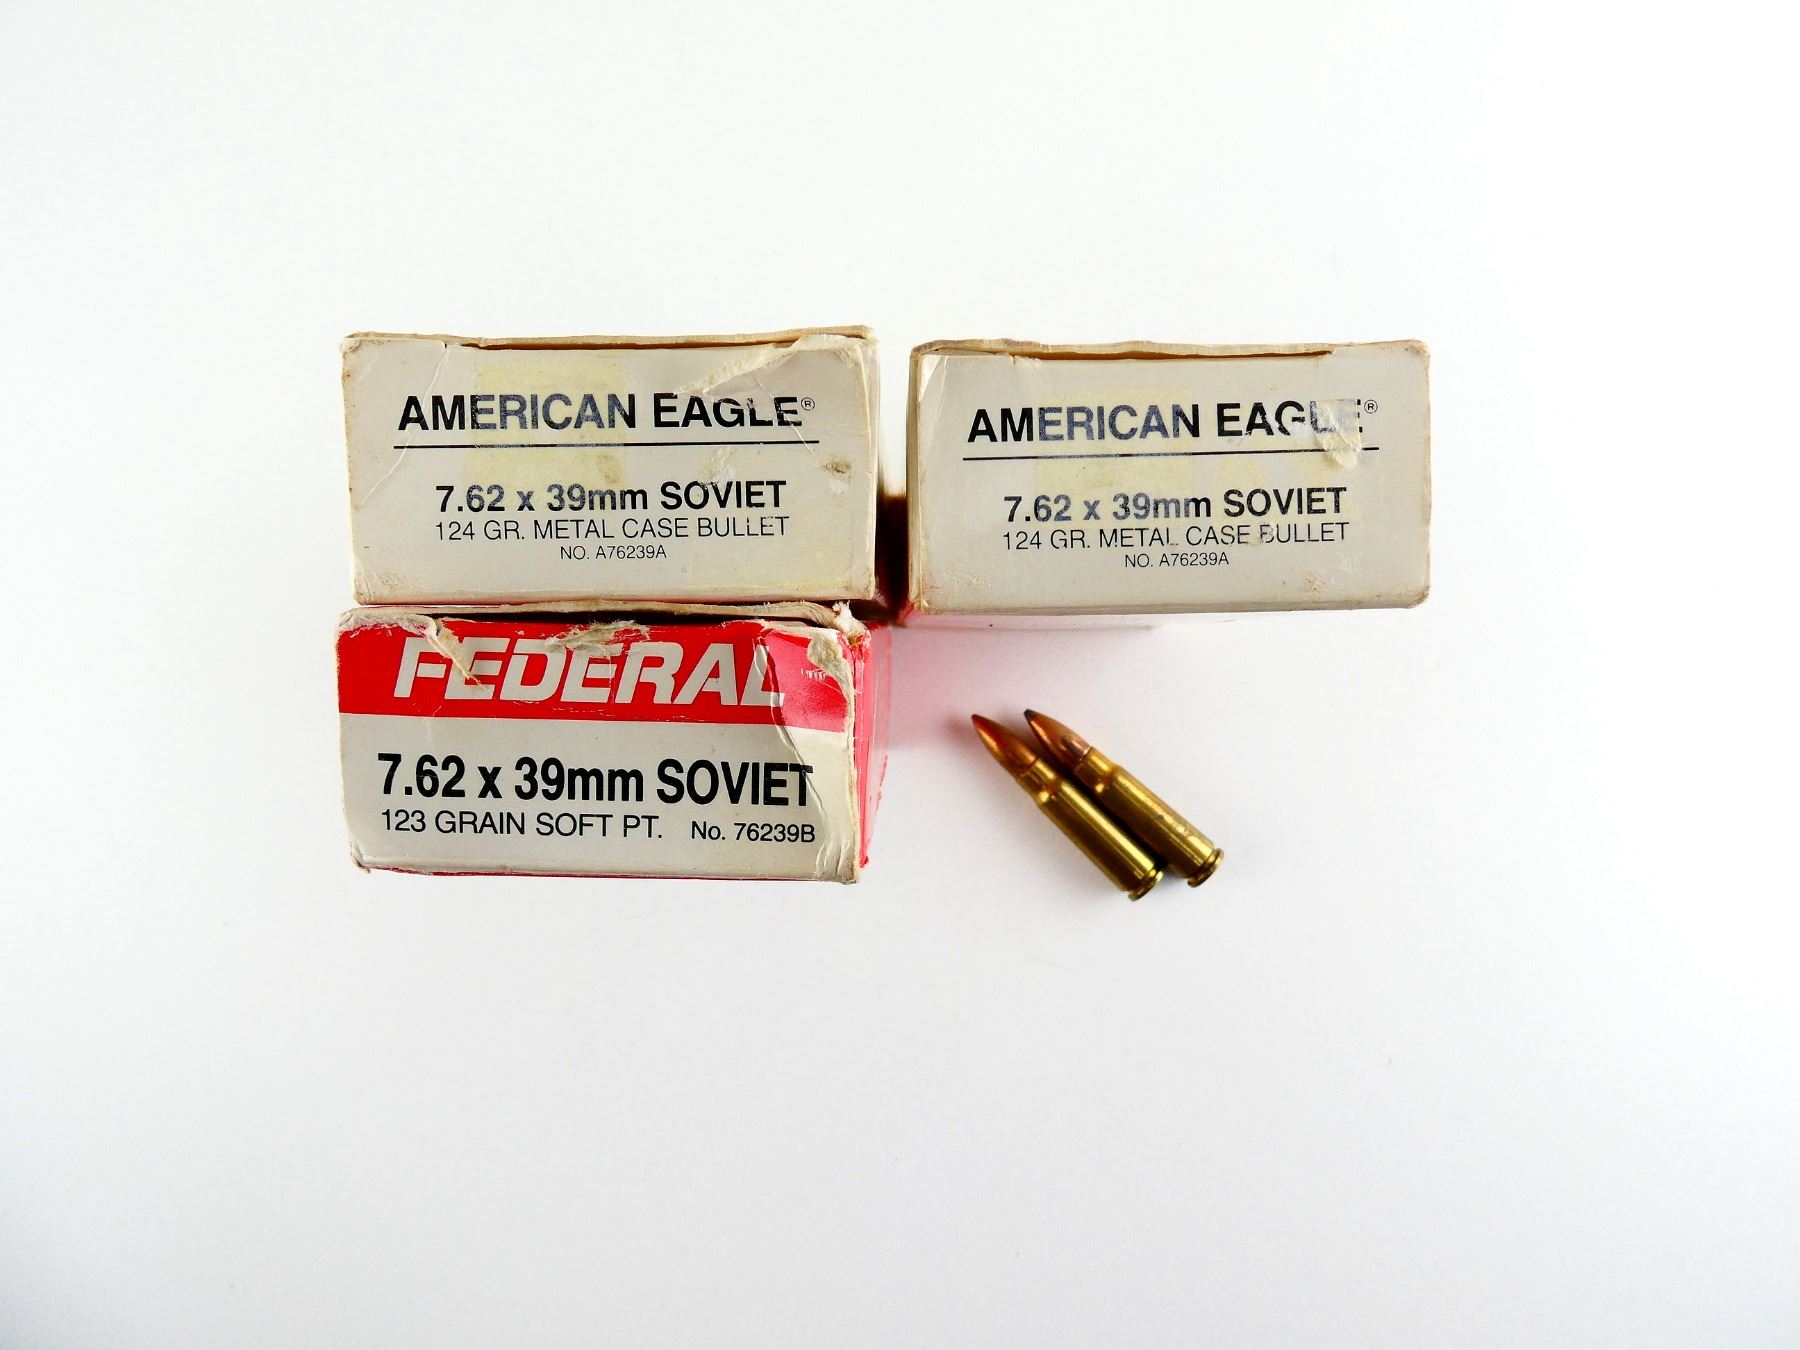 AMERICAN EAGLE®
7.62 x 39mm SOVIET
124 GR. METAL CASE BULLET
NO. A76239A
AMERICAN EAGLE®
7.62 x 39mm SOVIET
124 GR. METAL CASE BULLET
NO. A76239A
FEDERAL
7.62 x 39mm SOVIET
123 GRAIN SOFT PT. No. 76239B